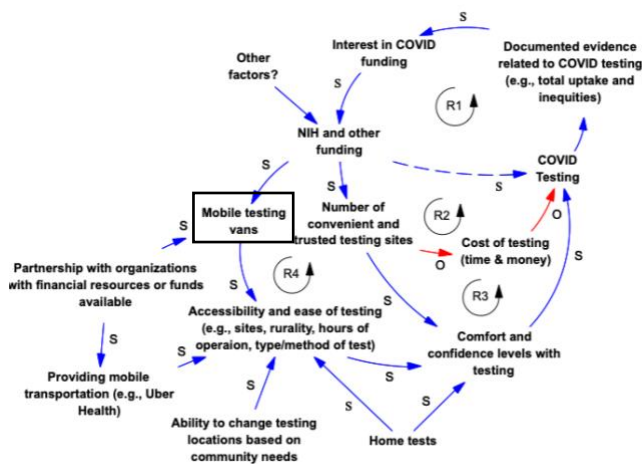 S
Interest in COVID
funding
S
Documented evidence
related to COVID testing
(e.g., total uptake and
inequities)
Other
factors?
S
R1
NIH and other
funding
S
S
S
COVID
Testing
Mobile testing
vans
S
Number of
convenient and
trusted testing sites
R2
O
O
Cost of testing
(time & money)
S
Partnership with organizations
with financial resources or funds
available
R4
S
R3
S
Accessibility and ease of testing
(e.g., sites, rurality, hours of
operaion, type/method of test)
Comfort and
confidence levels with
testing
S
S
S
Providing mobile
transportation (e.g., Uber
Health)
S
S
S
Ability to change testing
locations based on
community needs
Home tests